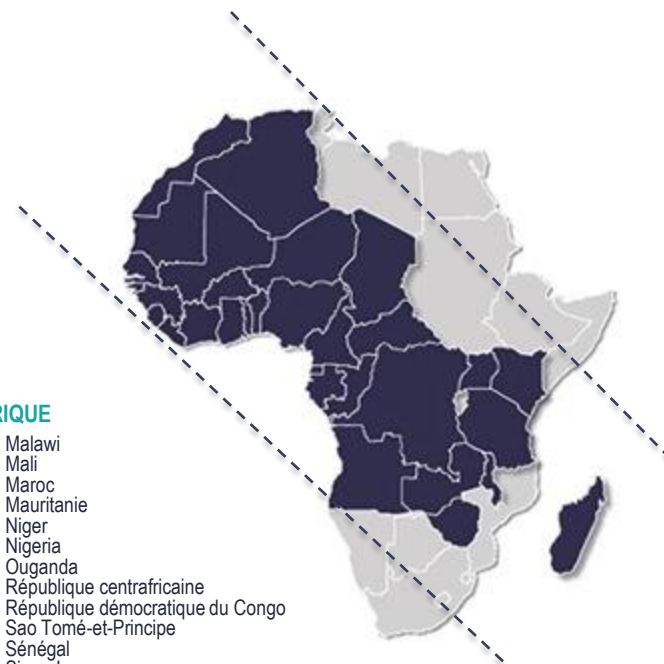 RIQUE
Malawi
Mali
Maroc
Mauritanie
Niger
Nigeria
Ouganda
République centrafricaine
République démocratique du Congo
Sao Tomé-et-Principe
Sénégal